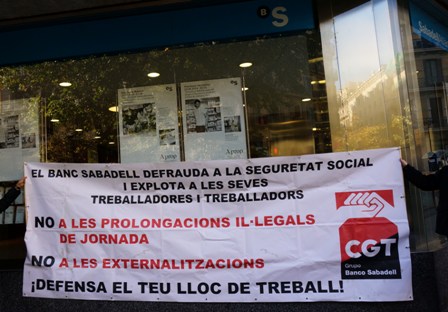 BS
EL BANC SABADELL DEFRAUDA A LA SEGURETAT SOCIAL
I EXPLOTA A LES SEVES
TREBALLADORES I TREBALLADORS
NO A LES PROLONGACIONS IL·LEGALS
DE JORNADA
NO A LES EXTERNALITZACIONS
¡DEFENSA EL TEU LLOC DE TREBALL!
CGT
Grupo
Banco Sabadell